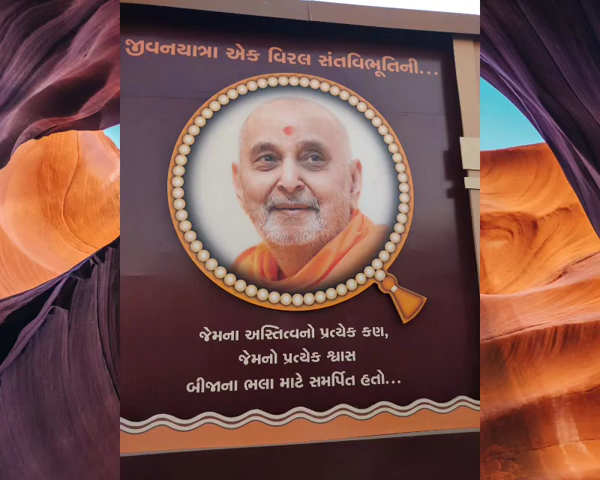 જીવનયાત્રા એક વિરલ સંતવિભૂતિની...
જેમના અસ્તિત્વનો પ્રત્યેક કણ,
જેમનો પ્રત્યેક શ્વાસ
બીજાના ભલા માટે સમર્પિત હતો...